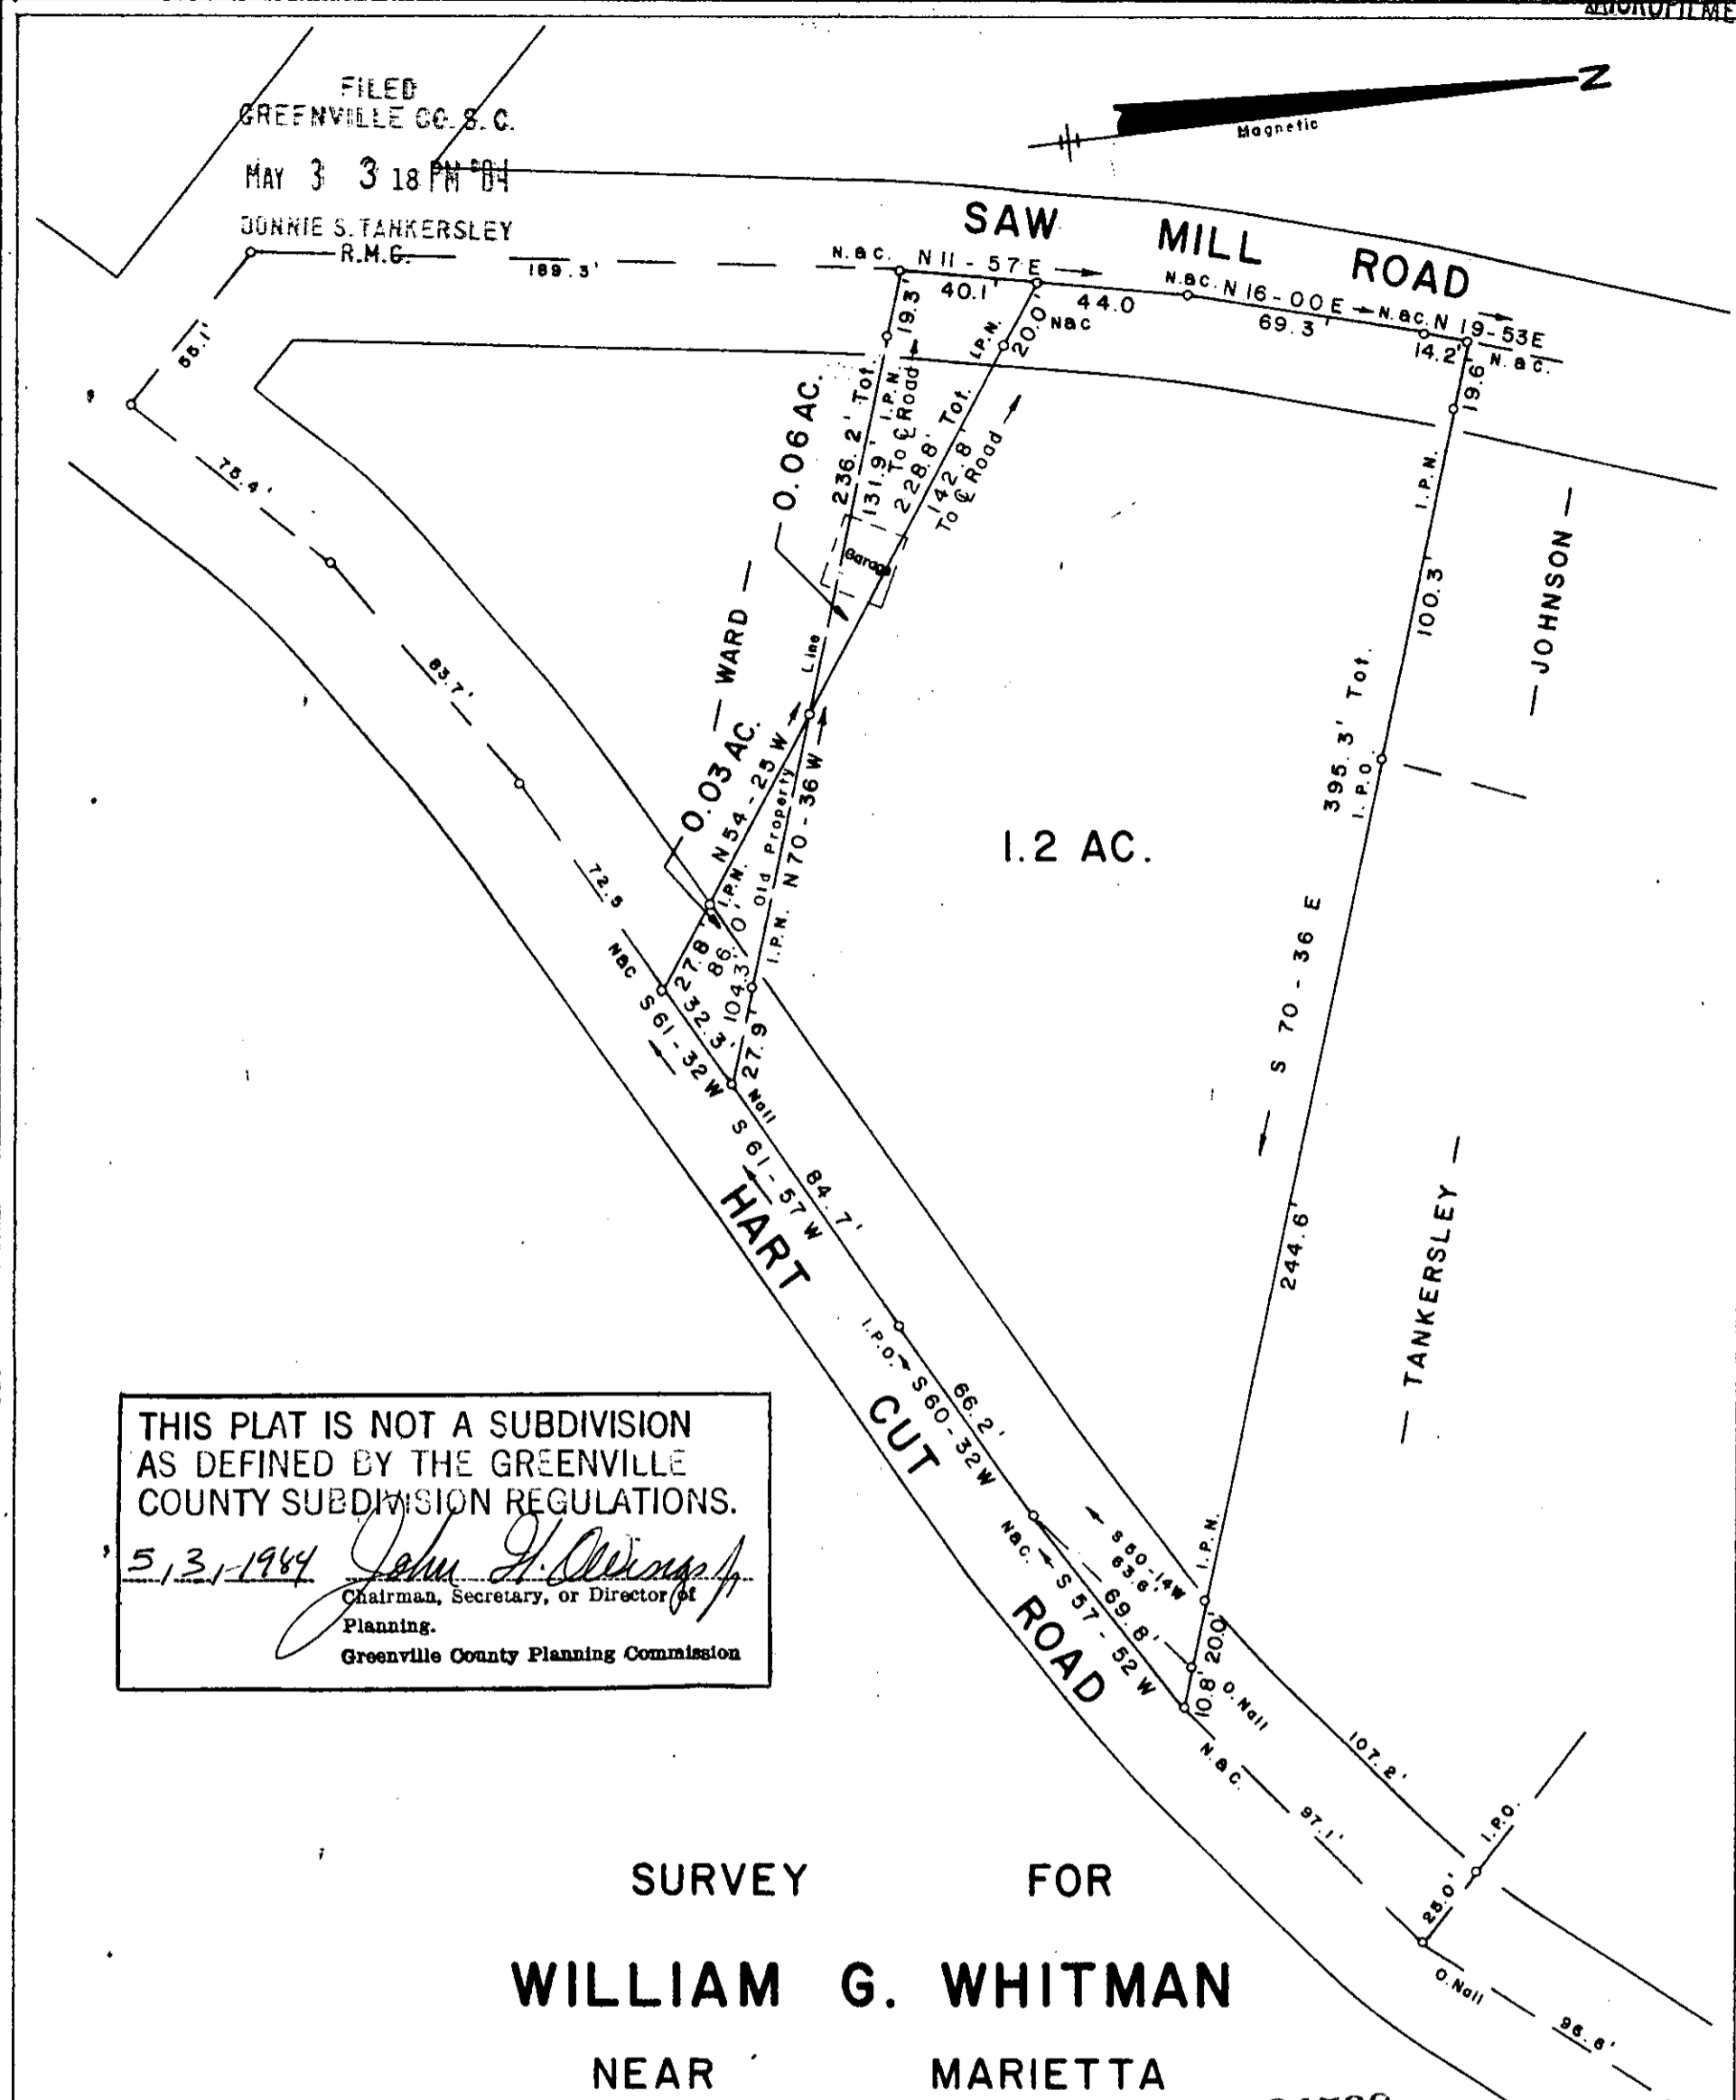 FILED
GREENVILLE CO. S. C.
MAY 3 3 18 PM '84
DONNIE S. TANKERSLEY
R.M.C.
N
Magnetic
SAW MILL ROAD
189.3'
N.&C. N 11 - 57 E
40.1'
44.0
N.&C. N 16 - 00 E
69.3'
N.&C. N 19 - 53 E
14.2'
N.&C.
19.3'
I.P.N.
20.0'
N&C
19.6'
55.1'
75.4'
83.7'
72.5
236.2' Tot.
131.9' I.P.N.
To ℄ Road
228.8' Tot.
142.8'
To ℄ Road
0.06 AC.
Garage
— WARD —
0.03 AC.
Line
Old Property
N 54 - 25 W
I.P.N.
I.P.N. N 70 - 36 W
86.0'
104.3'
27.8'
32.3'
27.9'
N&C S 61 - 32 W
Nail
S 61 - 57 W
84.7'
1.2 AC.
I.P.N.
100.3'
— JOHNSON —
395.3' Tot.
I.P.O.
S 70 - 36 E
244.6'
— TANKERSLEY —
HART CUT ROAD
I.P.O. S 60 - 32 W
66.2'
N&C. S 57 - 52 W
69.8'
63.6'
I.P.N.
20.0'
10.8'
O. Nail
N.&C.
107.2'
97.1'
I.P.O.
25.0'
O. Nail
96.6'
THIS PLAT IS NOT A SUBDIVISION
AS DEFINED BY THE GREENVILLE
COUNTY SUBDIVISION REGULATIONS.
5,3,1984 John H. Owings Jr
Chairman, Secretary, or Director of
Planning.
Greenville County Planning Commission
SURVEY FOR
WILLIAM G. WHITMAN
NEAR MARIETTA